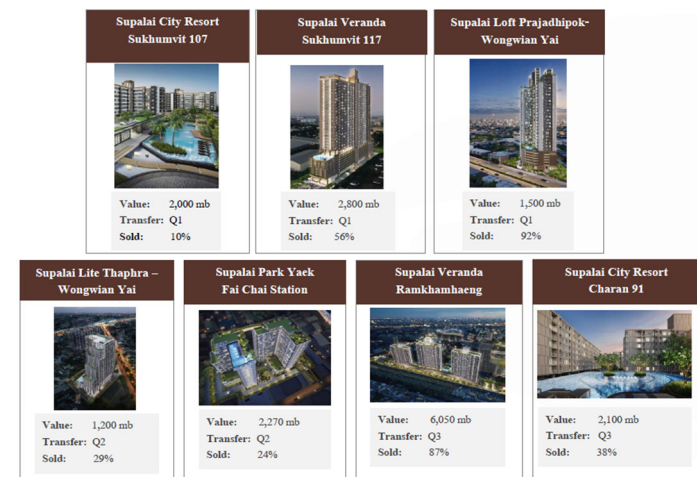 Supalai City Resort
Sukhumvit 107
Value: 2,000 mb
Transfer: Q1
Sold: 10%
Supalai Veranda
Sukhumvit 117
Value: 2,800 mb
Transfer: Q1
Sold: 56%
Supalai Loft Prajadhipok-
Wongwian Yai
Value: 1,500 mb
Transfer: Q1
Sold: 92%
Supalai Lite Thaphra –
Wongwian Yai
Value: 1,200 mb
Transfer: Q2
Sold: 29%
Supalai Park Yaek
Fai Chai Station
Value: 2,270 mb
Transfer: Q2
Sold: 24%
Supalai Veranda
Ramkhamhaeng
Value: 6,050 mb
Transfer: Q3
Sold: 87%
Supalai City Resort
Charan 91
Value: 2,100 mb
Transfer: Q3
Sold: 38%